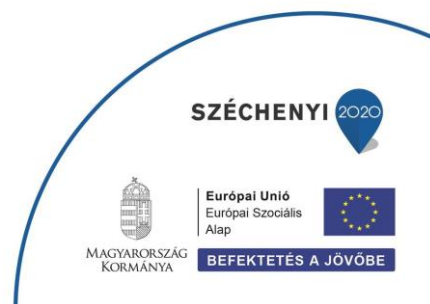 SZÉCHENYI 2020
Európai Unió
Európai Szociális
Alap
MAGYARORSZÁG
KORMÁNYA
BEFEKTETÉS A JÖVŐBE